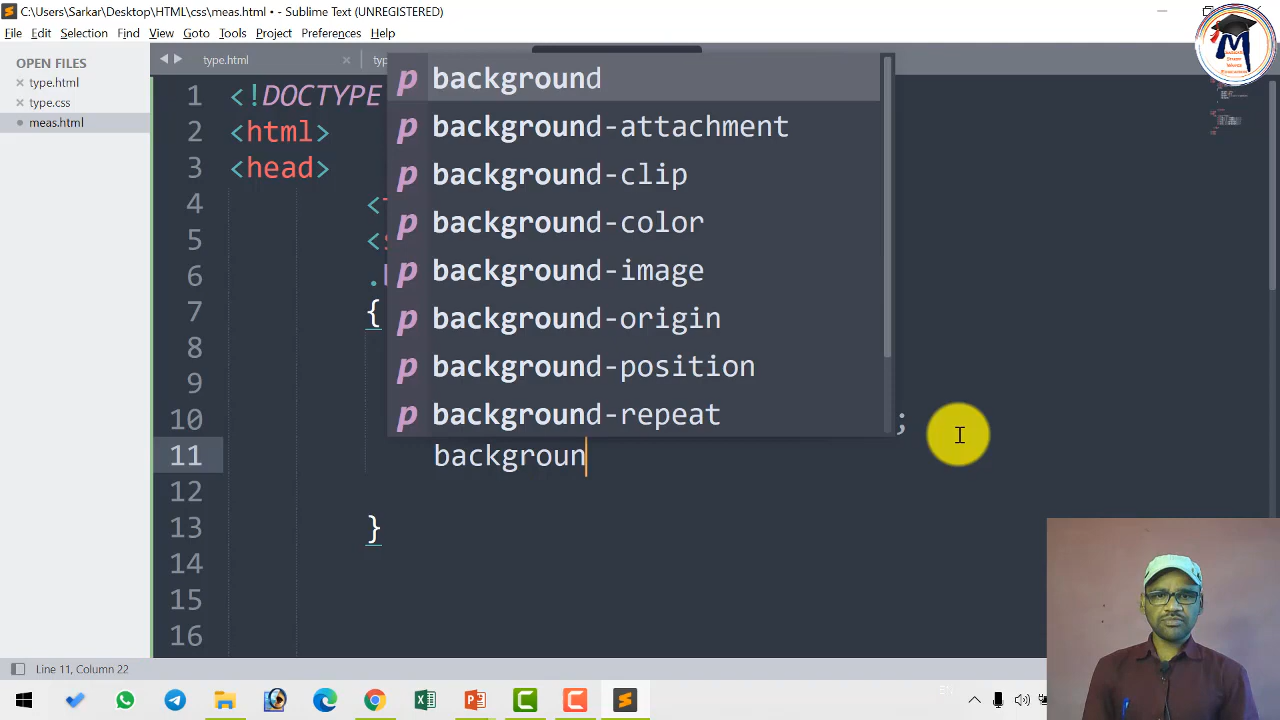 C:\Users\Sarkar\Desktop\HTML\css\meas.html • - Sublime Text (UNREGISTERED)
File Edit Selection Find View Goto Tools Project Preferences Help
OPEN FILES
type.html
type.css
meas.html
type.html
1 <!DOCTYPE
2 <html>
3 <head>
4 <
5 <
6 .
7 {
8
9
10 ;
11 backgroun
12
13 }
14
15
16
p background
p background-attachment
p background-clip
p background-color
p background-image
p background-origin
p background-position
p background-repeat
M
Line 11, Column 22